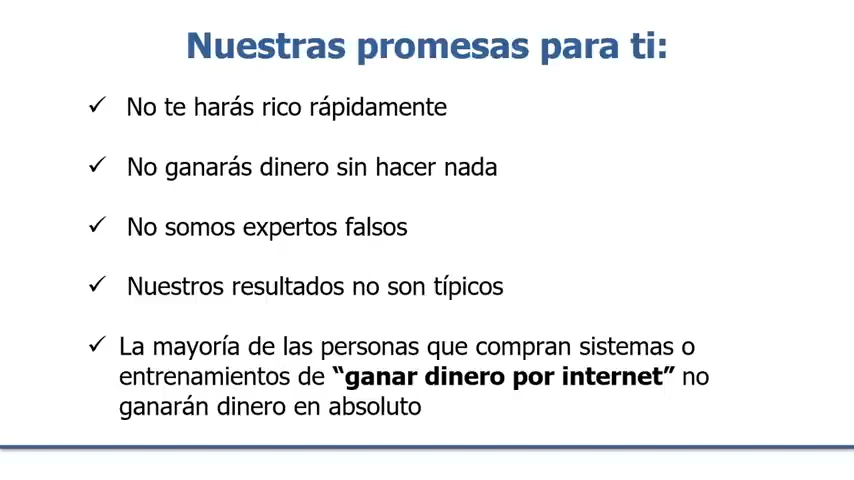 Nuestras promesas para ti:
✓ No te harás rico rápidamente
✓ No ganarás dinero sin hacer nada
✓ No somos expertos falsos
✓ Nuestros resultados no son típicos
✓ La mayoría de las personas que compran sistemas o
entrenamientos de “ganar dinero por internet” no
ganarán dinero en absoluto